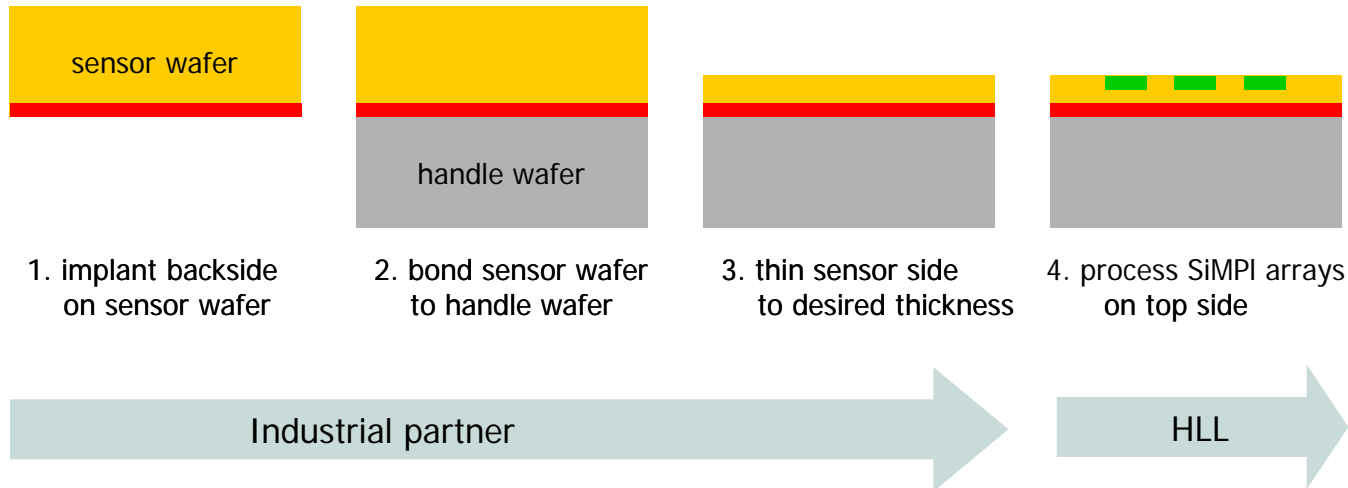 sensor wafer
handle wafer
1. implant backside
on sensor wafer
2. bond sensor wafer
to handle wafer
3. thin sensor side
to desired thickness
4. process SiMPl arrays
on top side
Industrial partner
HLL